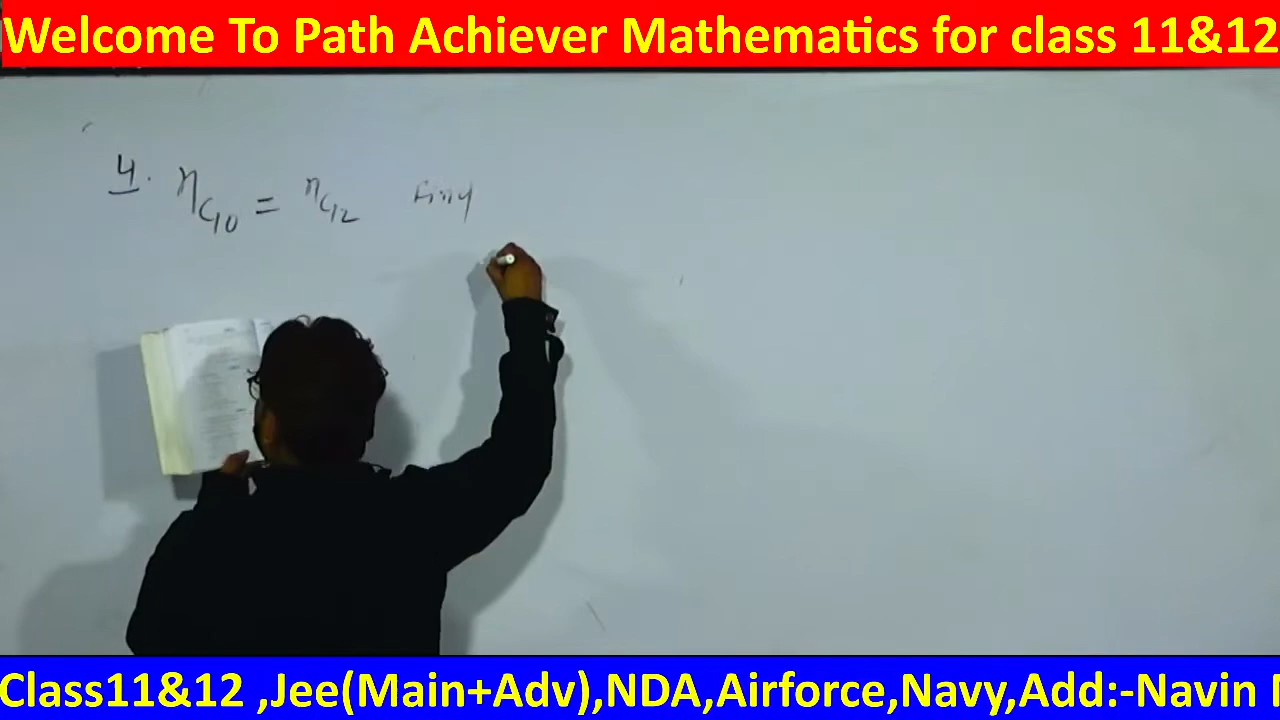 Welcome To Path Achiever Mathematics for class 11&12
4. nC10 = nC12 Find
Class11&12 ,Jee(Main+Adv),NDA,Airforce,Navy,Add:-Navin